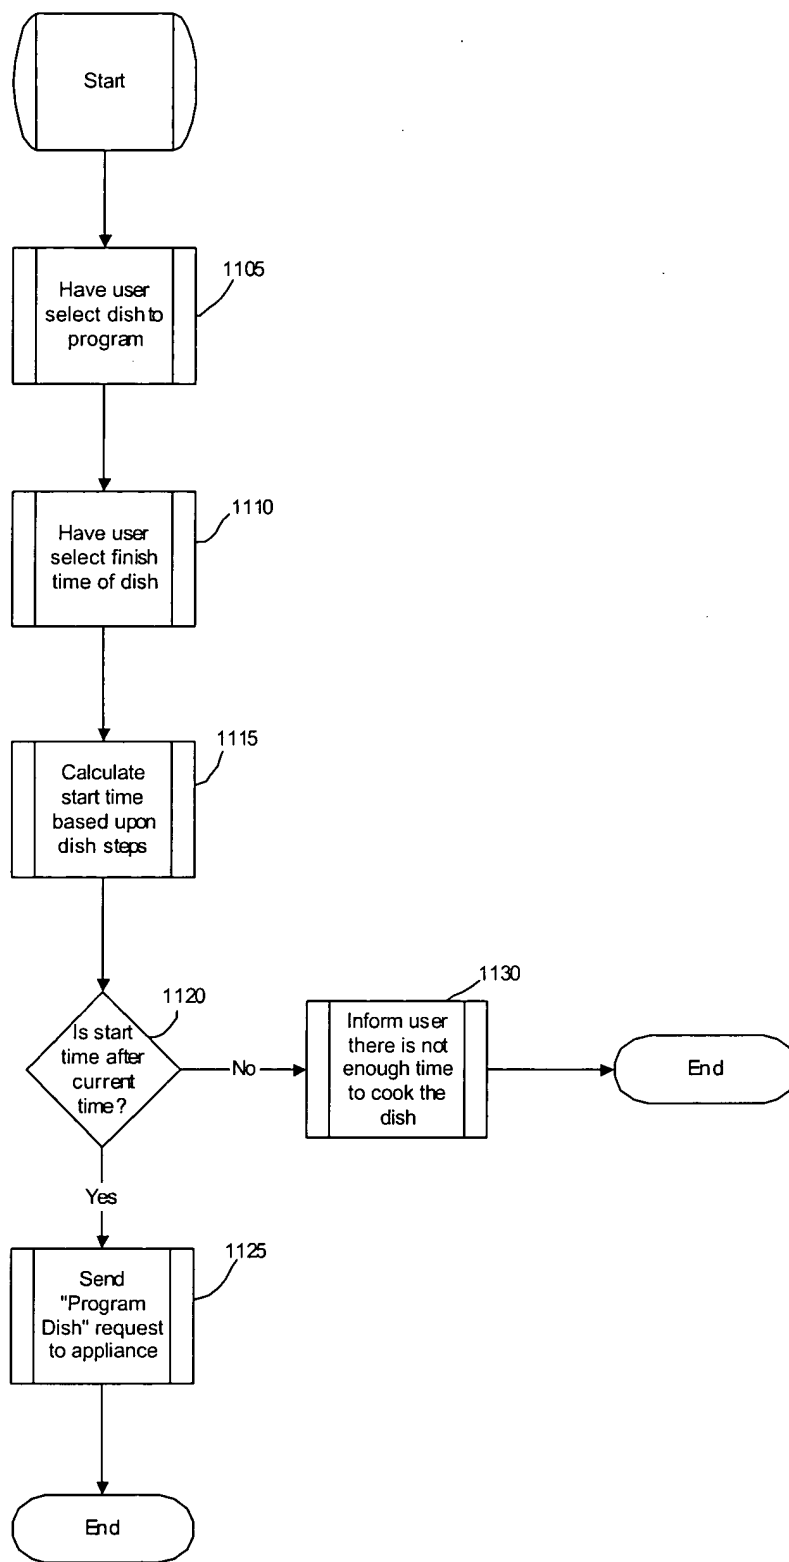 Start
1105
Have user
select dish to
program
1110
Have user
select finish
time of dish
1115
Calculate
start time
based upon
dish steps
1120
Is start
time after
current
time?
No
1130
Inform user
there is not
enough time
to cook the
dish
End
Yes
1125
Send
"Program
Dish" request
to appliance
End